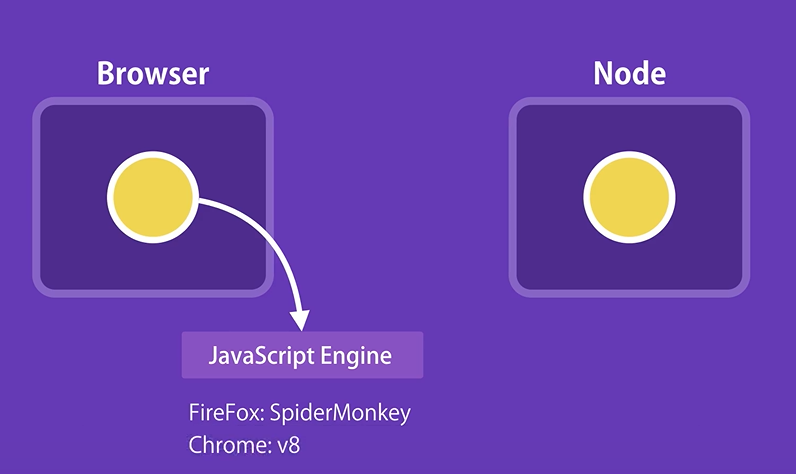 Browser
Node
JavaScript Engine
FireFox: SpiderMonkey
Chrome: v8